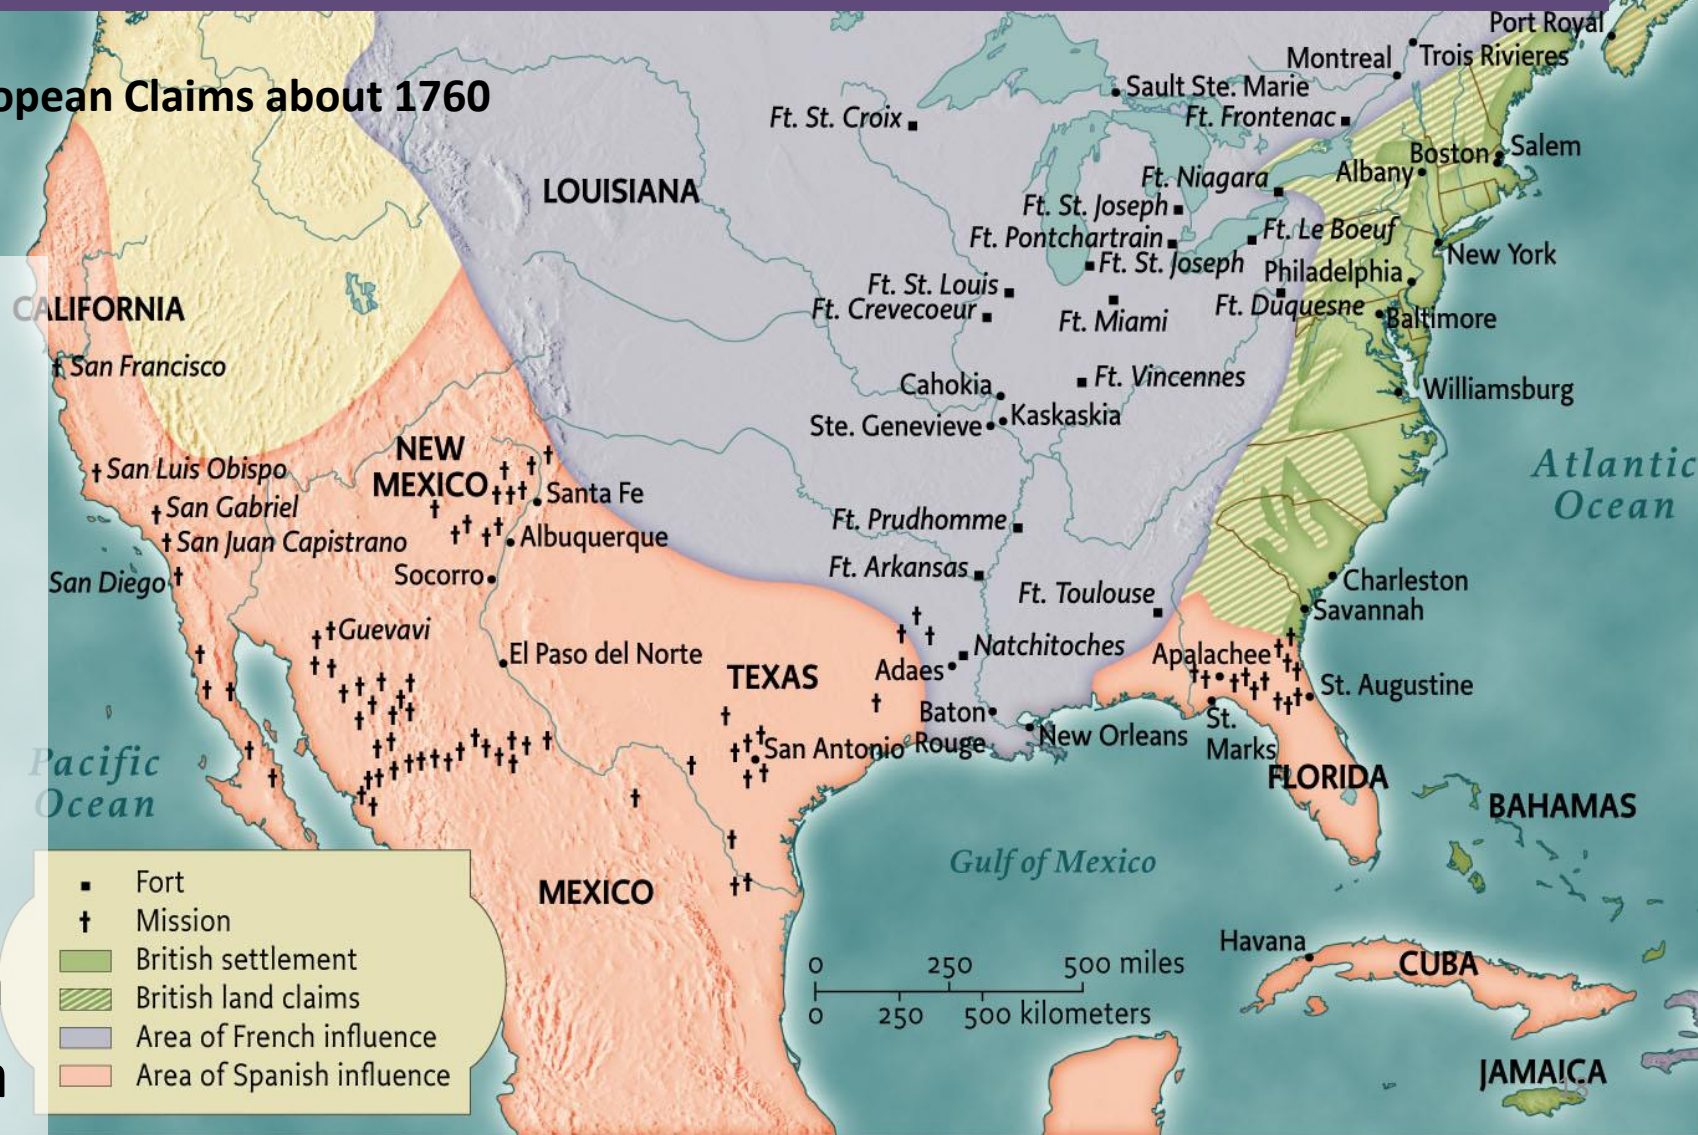 opean Claims about 1760
Port Royal
Montreal
Trois Rivieres
Sault Ste. Marie
Ft. St. Croix
Ft. Frontenac
Boston
Salem
Albany
Ft. Niagara
LOUISIANA
Ft. St. Joseph
Ft. Pontchartrain
Ft. Le Boeuf
Ft. St. Joseph
New York
Philadelphia
Ft. St. Louis
Ft. Crevecoeur
Ft. Duquesne
Ft. Miami
Baltimore
CALIFORNIA
San Francisco
Ft. Vincennes
Cahokia
Williamsburg
Kaskaskia
Ste. Genevieve
NEW
MEXICO
Atlantic
Ocean
San Luis Obispo
Santa Fe
San Gabriel
Ft. Prudhomme
San Juan Capistrano
Albuquerque
San Diego
Socorro
Ft. Arkansas
Charleston
Ft. Toulouse
Savannah
Guevavi
El Paso del Norte
Natchitoches
Apalachee
TEXAS
Adaes
St. Augustine
Baton
Rouge
St.
Marks
New Orleans
San Antonio
Pacific
Ocean
FLORIDA
BAHAMAS
Gulf of Mexico
MEXICO
Fort
Mission
British settlement
British land claims
Area of French influence
Area of Spanish influence
Havana
CUBA
0 250 500 miles
0 250 500 kilometers
JAMAICA
18